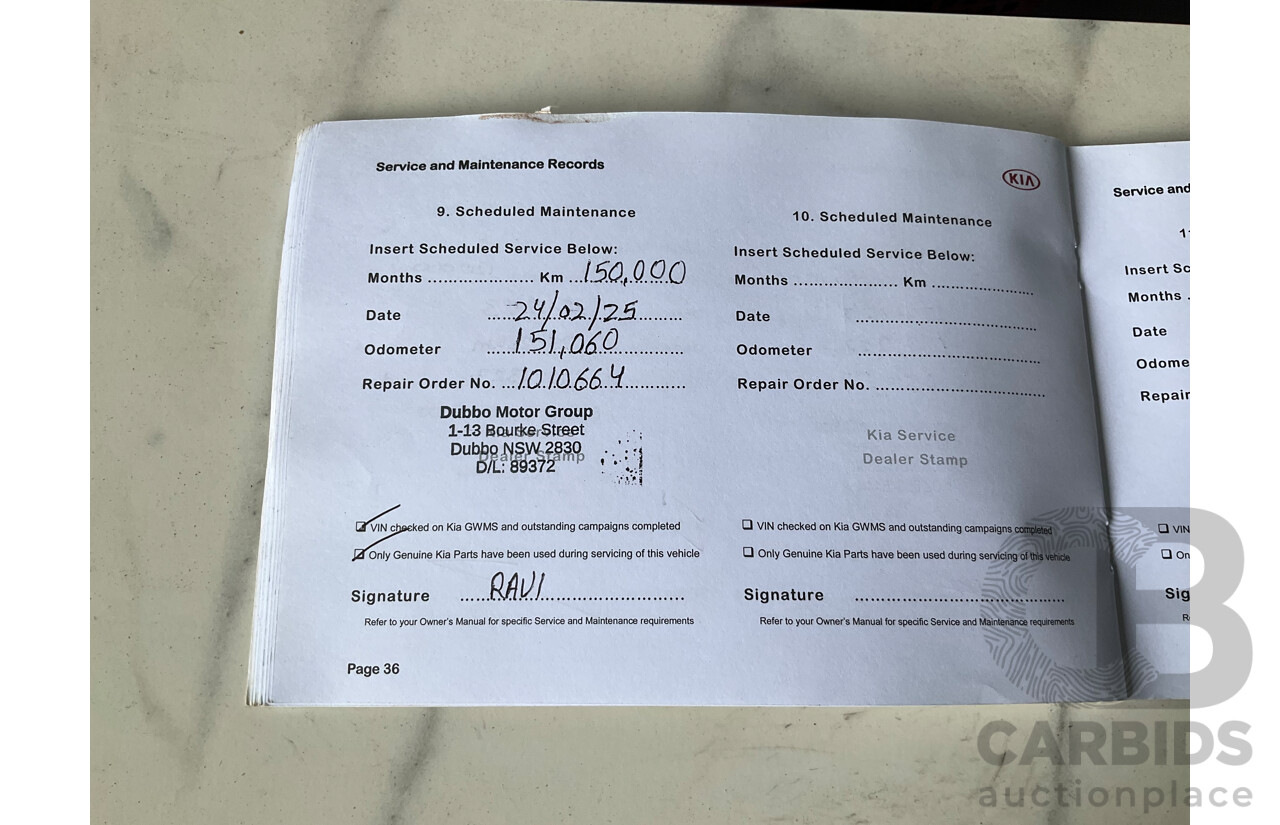 Service and Maintenance Records
KIA
9. Scheduled Maintenance
Insert Scheduled Service Below:
Months .................... Km ...150,000
Date ......24/02/25.........
Odometer ......151,060.............
Repair Order No. ...1010664.............
Dubbo Motor Group
1-13 Bourke Street
Dubbo NSW 2830
Dealer Stamp
D/L: 89372
VIN checked on Kia GWMS and outstanding campaigns completed
Only Genuine Kia Parts have been used during servicing of this vehicle
Signature ......RAVI.............................
Refer to your Owner's Manual for specific Service and Maintenance requirements
Page 36
10. Scheduled Maintenance
Insert Scheduled Service Below:
Months .................... Km ....................
Date ........................................
Odometer ........................................
Repair Order No. .....................................
Kia Service
Dealer Stamp
VIN checked on Kia GWMS and outstanding campaigns completed
Only Genuine Kia Parts have been used during servicing of this vehicle
Signature ..............................................
Refer to your Owner's Manual for specific Service and Maintenance requirements
Service and
Insert Sc
Months
Date
Odome
Repair
VIN
On
Sig
CB
CARBIDS
auctionplace